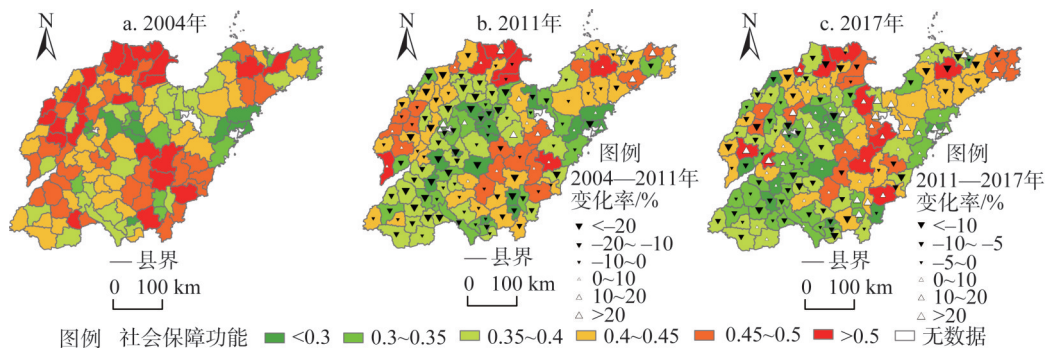 N
a. 2004年
N
b. 2011年
N
c. 2017年
图例
2004—2011年
变化率/%
<–20
–20~ –10
–10~0
0~10
10~20
>20
图例
2011—2017年
变化率/%
<–10
–10~ –5
–5~0
0~10
10~20
>20
—县界
0 100 km
—县界
0 100 km
—县界
0 100 km
图例 社会保障功能 <0.3 0.3~0.35 0.35~0.4 0.4~0.45 0.45~0.5 >0.5 无数据